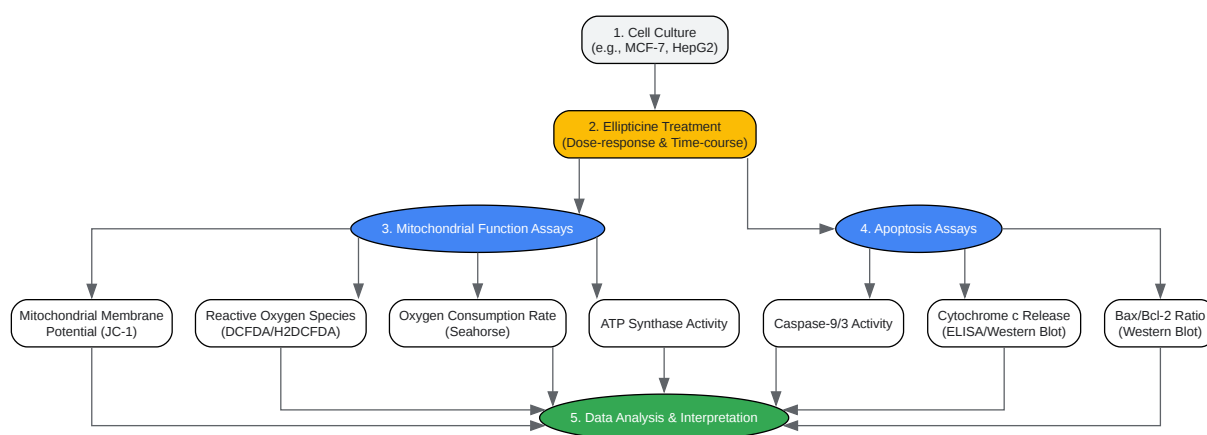 1. Cell Culture
(e.g., MCF-7, HepG2)
2. Ellipticine Treatment
(Dose-response & Time-course)
3. Mitochondrial Function Assays
4. Apoptosis Assays
Mitochondrial Membrane
Potential (JC-1)
Reactive Oxygen Species
(DCFDA/H2DCFDA)
Oxygen Consumption Rate
(Seahorse)
ATP Synthase Activity
Caspase-9/3 Activity
Cytochrome c Release
(ELISA/Western Blot)
Bax/Bcl-2 Ratio
(Western Blot)
5. Data Analysis & Interpretation